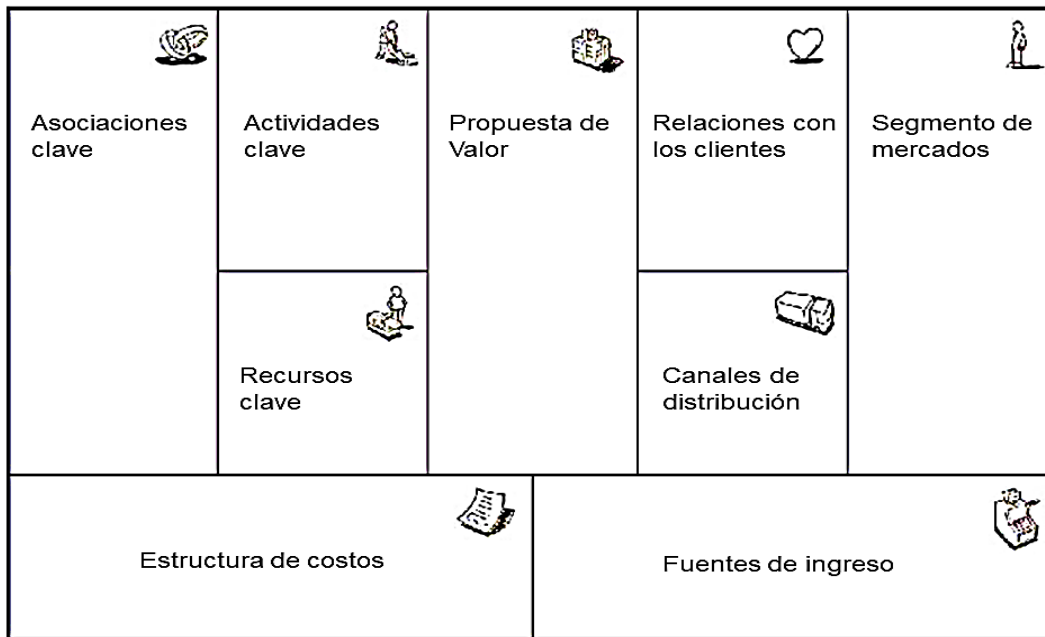 Asociaciones
clave
Actividades
clave
Propuesta de
Valor
Relaciones con
los clientes
Segmento de
mercados
Recursos
clave
Canales de
distribución
Estructura de costos
Fuentes de ingreso